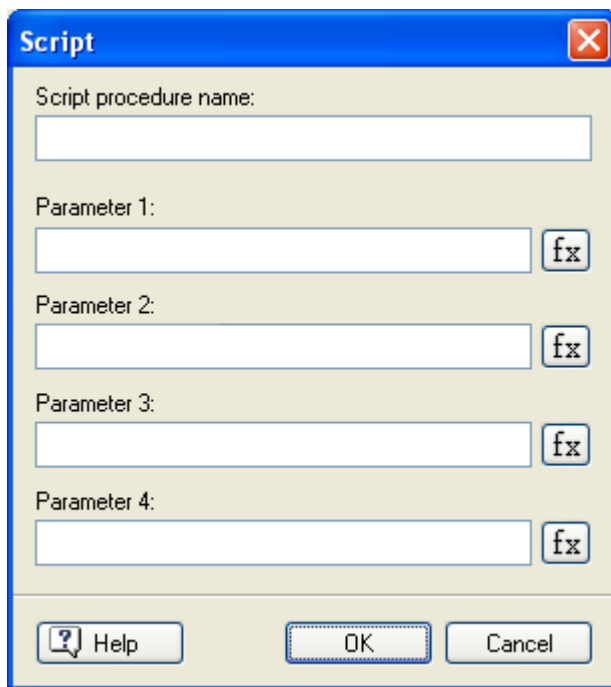 Script
Script procedure name:
Parameter 1:
fx
Parameter 2:
fx
Parameter 3:
fx
Parameter 4:
fx
? Help OK Cancel